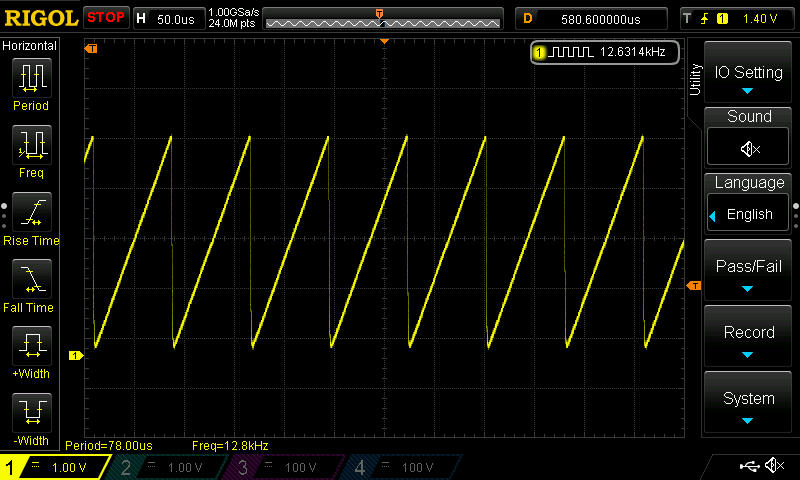 RIGOL STOP H 50.0us 1.00GSa/s 24.0M pts T D 580.600000us T 1 1.40 V
Horizontal
T
1 12.6314kHz
Utility
IO Setting
Period
Sound
Freq
Language
English
Rise Time
Pass/Fail
T
Fall Time
Record
1
+Width
System
-Width
Period=78.00us Freq=12.8kHz
1 = 1.00 V 2 = 1.00 V 3 = 100 V 4 = 100 V